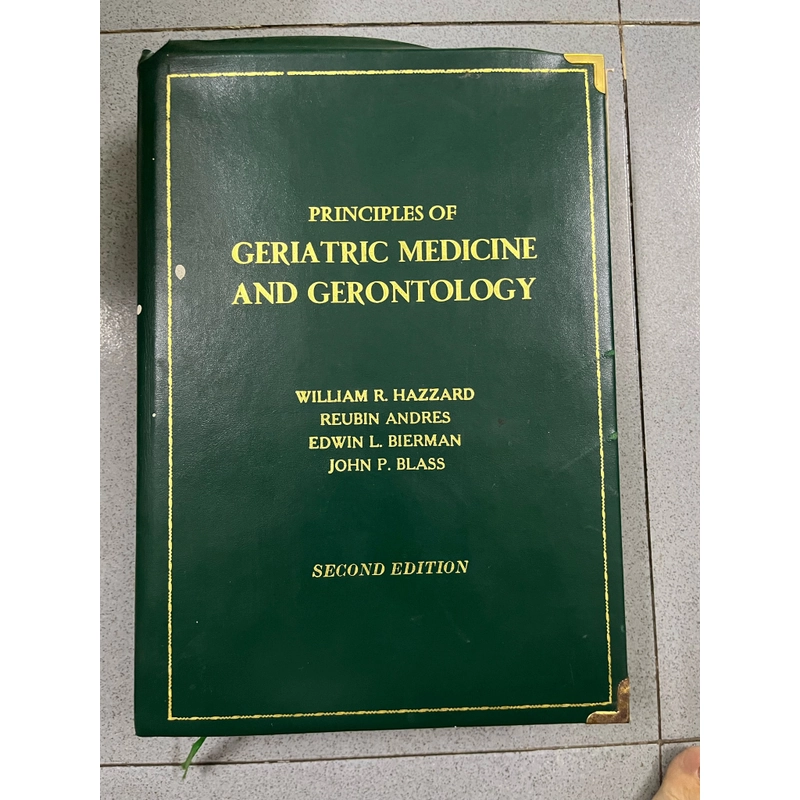 PRINCIPLES OF
GERIATRIC MEDICINE
AND GERONTOLOGY
WILLIAM R. HAZZARD
REUBIN ANDRES
EDWIN L. BIERMAN
JOHN P. BLASS
SECOND EDITION